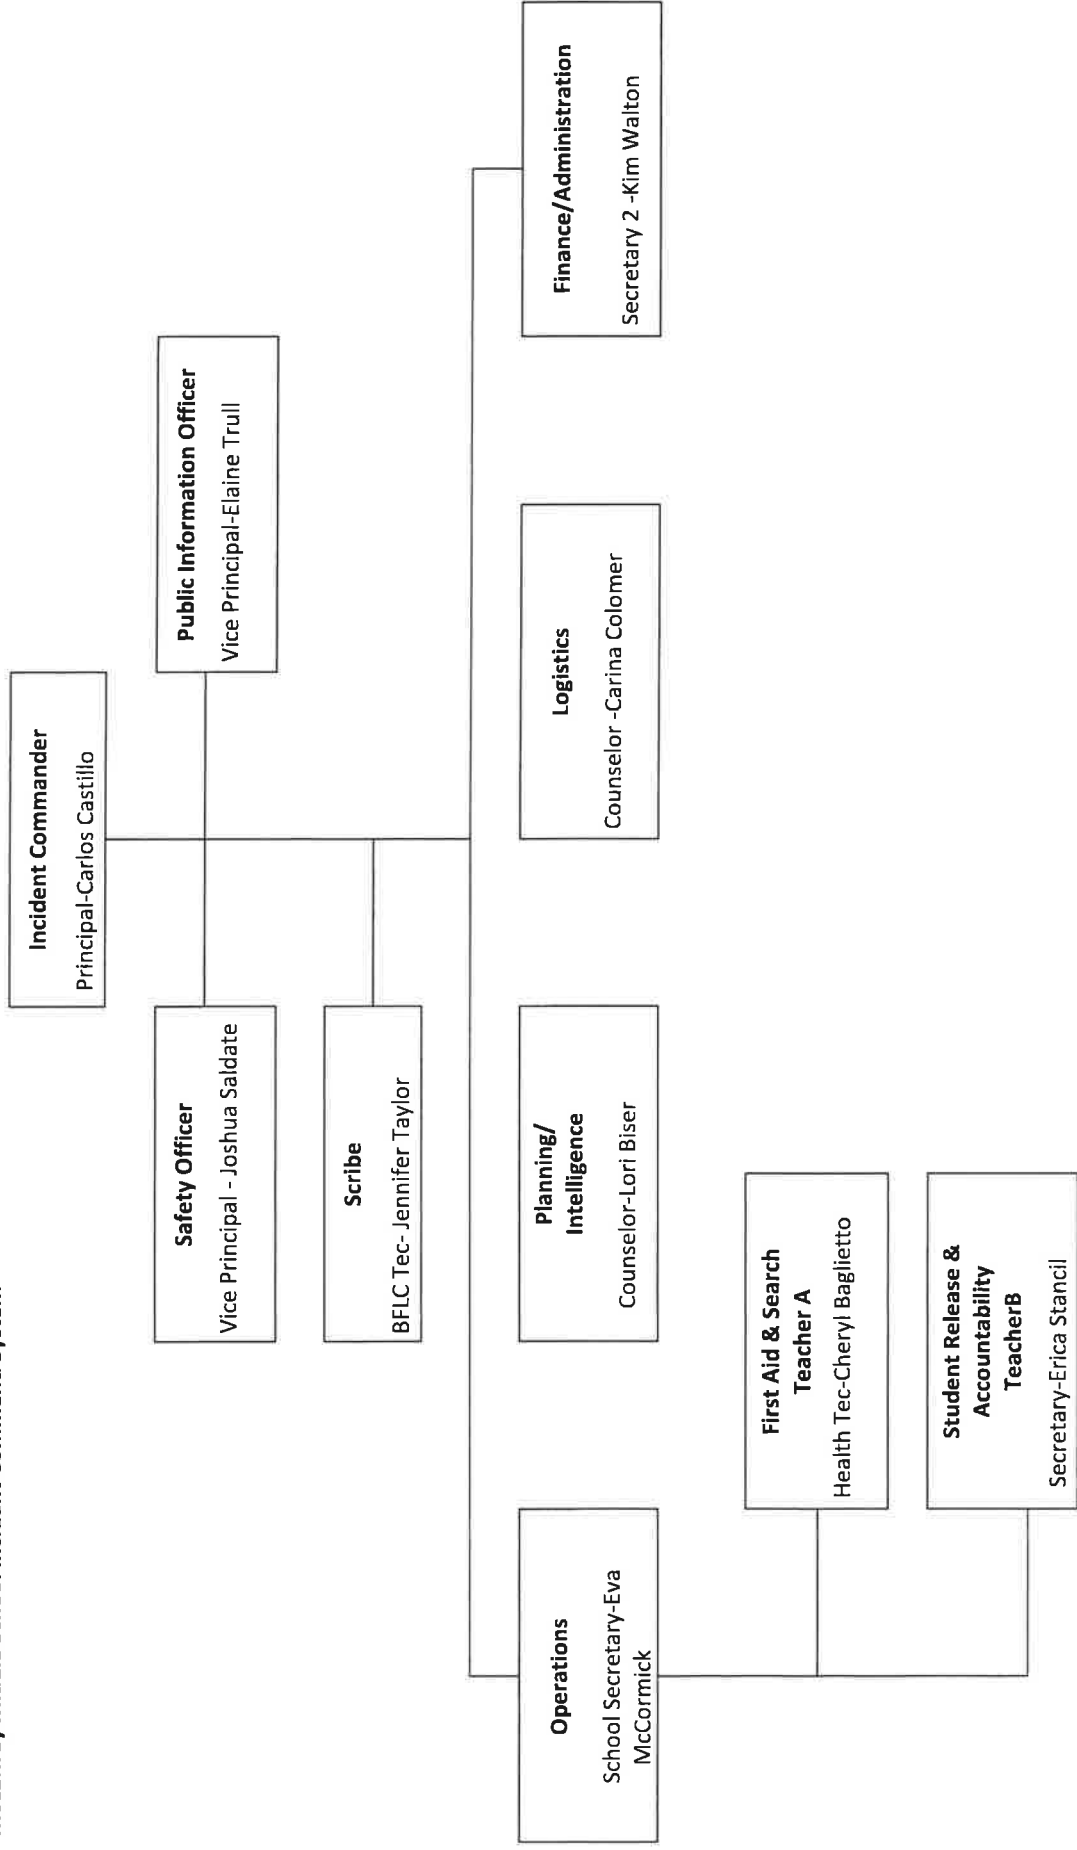 Incident Commander
Principal-Carlos Castillo
Safety Officer
Vice Principal - Joshua Saldate
Public Information Officer
Vice Principal-Elaine Trull
Scribe
BFLC Tec- Jennifer Taylor
Operations
School Secretary-Eva
McCormick
Planning/
Intelligence
Counselor-Lori Biser
Logistics
Counselor -Carina Colomer
Finance/Administration
Secretary 2 -Kim Walton
First Aid & Search
Teacher A
Health Tec-Cheryl Baglietto
Student Release &
Accountability
TeacherB
Secretary-Erica Stancil